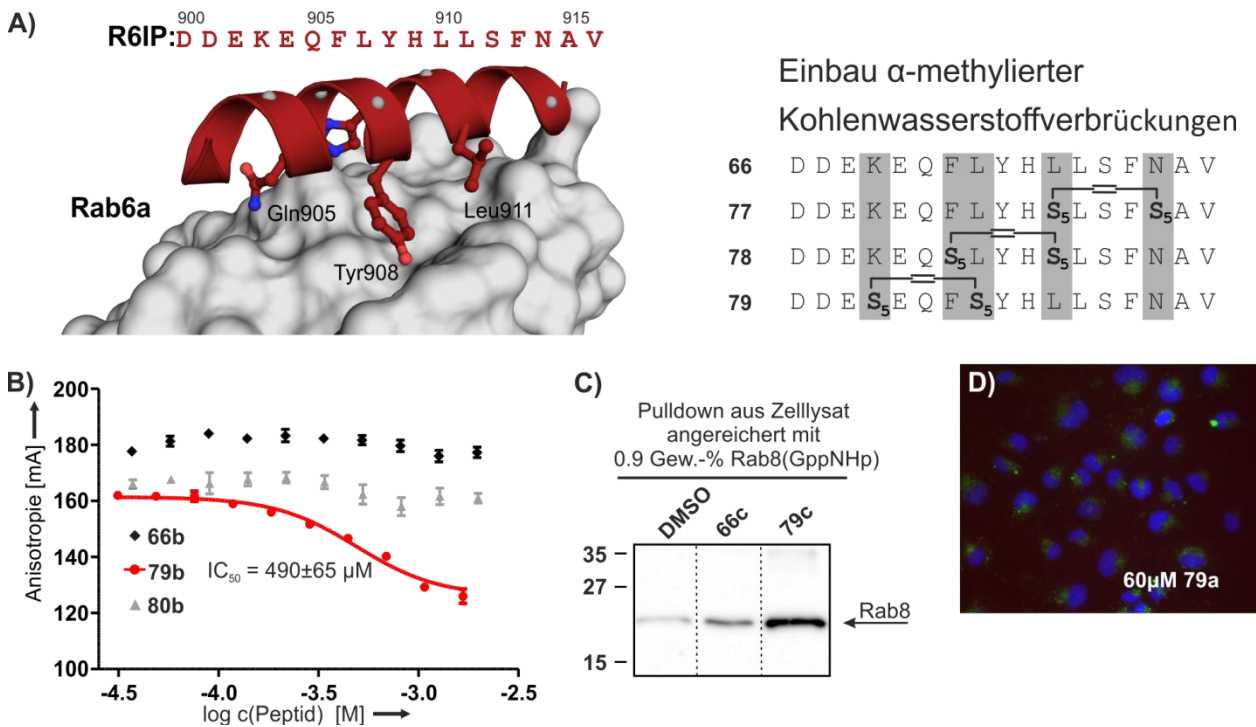 A)
900 905 910 915
R6IP: D D E K E Q F L Y H L L S F N A V
Rab6a
Gln905
Tyr908
Leu911
Einbau α-methylierter
Kohlenwasserstoffverbrückungen
66 D D E K E Q F L Y H L L S F N A V
77 D D E K E Q F L Y H S5 L S F S5 A V
78 D D E K E Q S5 L Y H S5 L S F N A V
79 D D E S5 E Q F S5 Y H L L S F N A V
B)
Anisotropie [mA]
200
180
160
140
120
100
66b
79b
80b
IC50 = 490±65 µM
-4.5 -4.0 -3.5 -3.0 -2.5
log c(Peptid) [M]
C)
Pulldown aus Zelllysat
angereichert mit
0.9 Gew.-% Rab8(GppNHp)
DMSO 66c 79c
35
27
15
Rab8
D)
60µM 79a